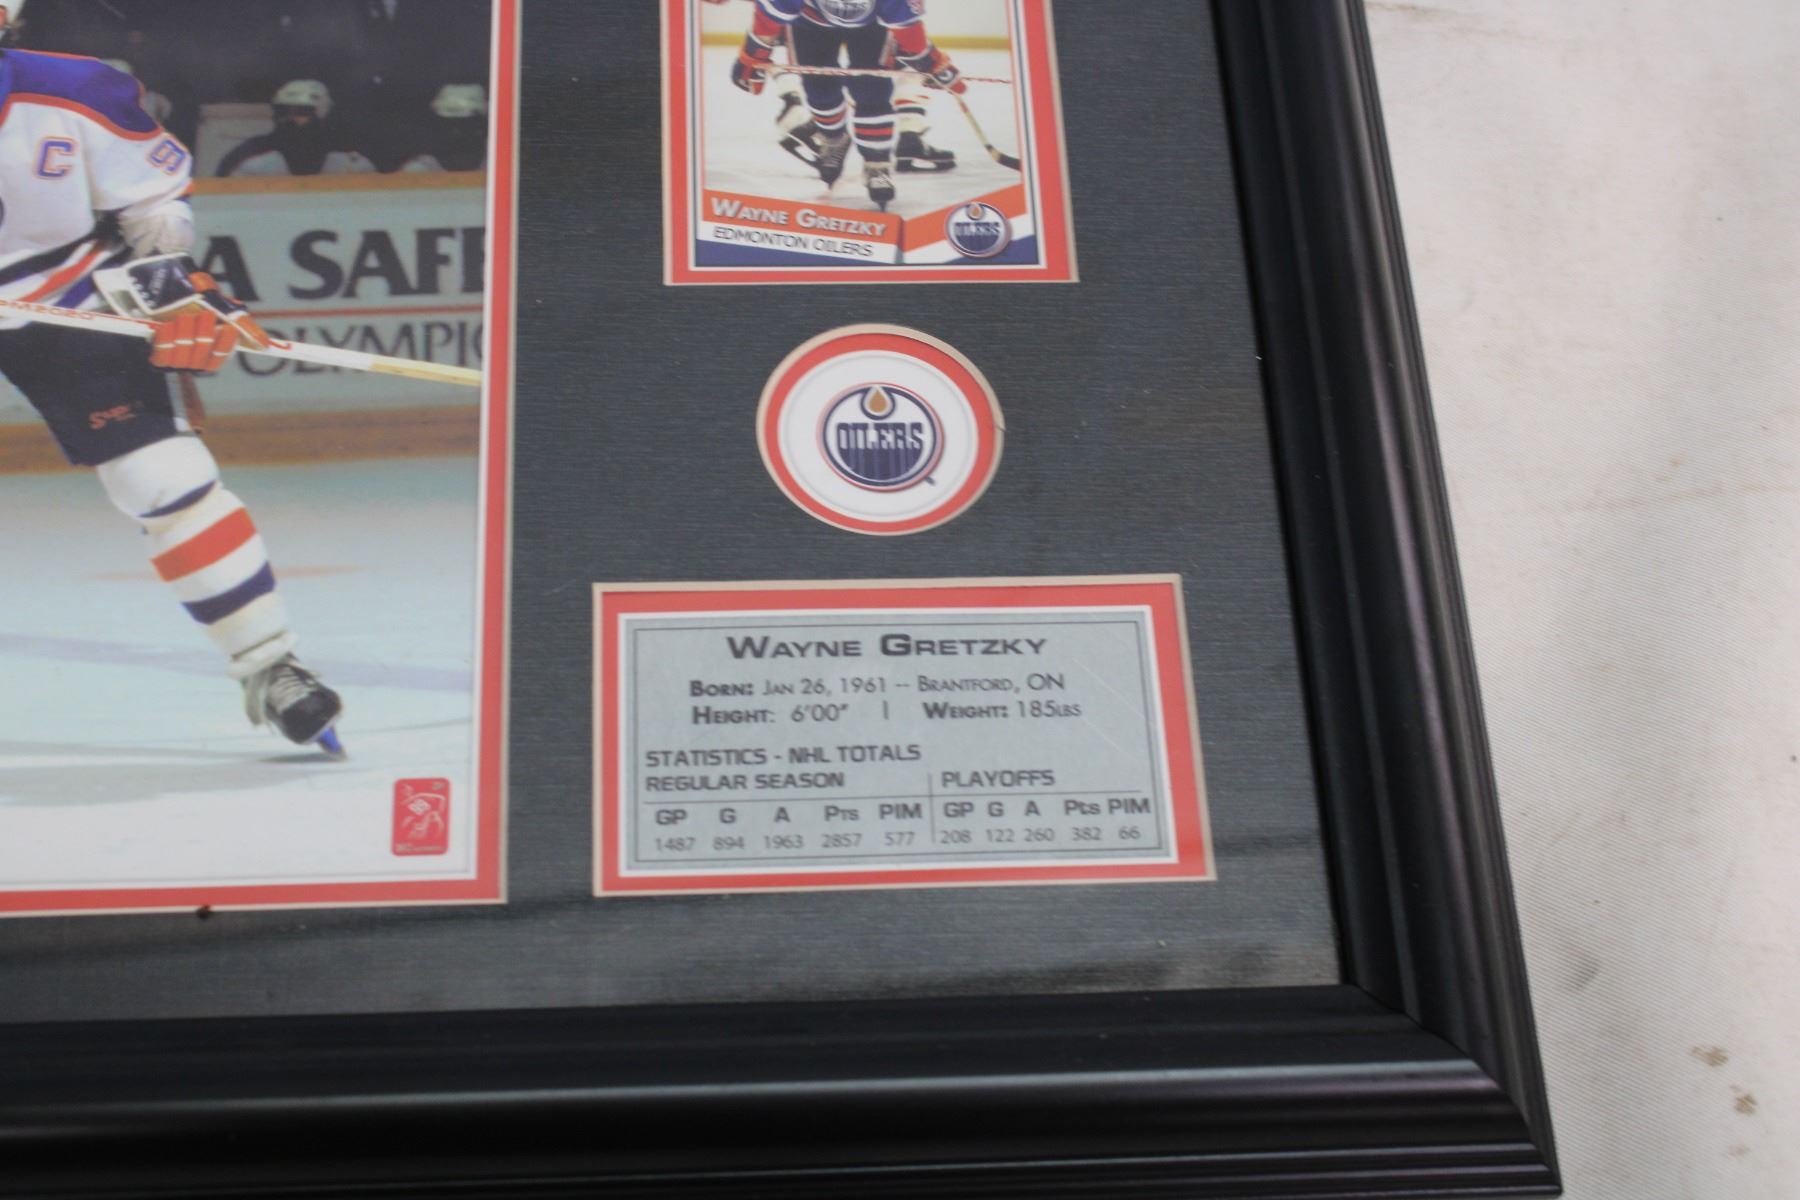 C
9
A SAFE
OLYMPIC
WAYNE GRETZKY
EDMONTON OILERS
OILERS
OILERS
WAYNE GRETZKY
BORN: JAN 26, 1961 -- BRANTFORD, ON
HEIGHT: 6'00" | WEIGHT: 185LBS
STATISTICS - NHL TOTALS
REGULAR SEASON | PLAYOFFS
GP G A PTS PIM GP G A Pts PIM
1487 894 1963 2857 577 208 122 260 382 66